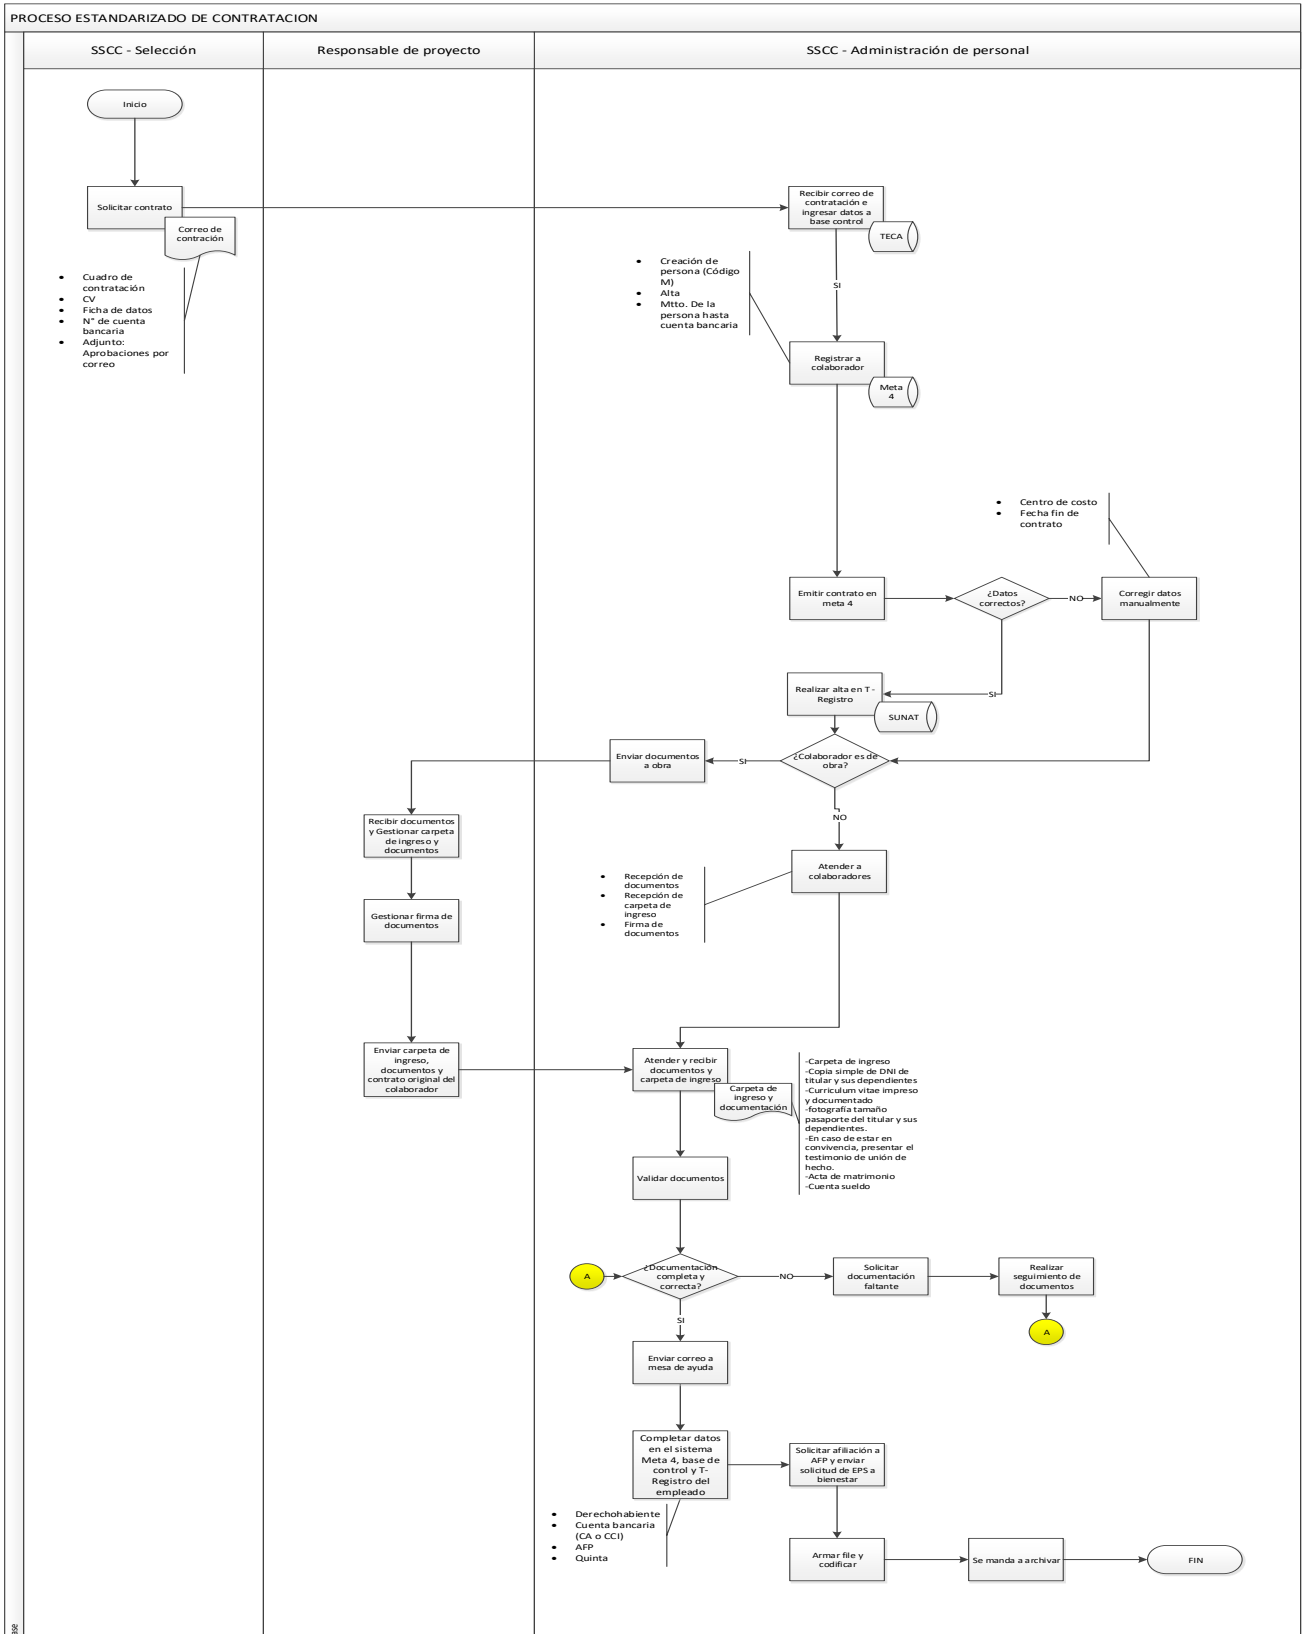 PROCESO ESTANDARIZADO DE CONTRATACION
SSCC - Selección
Responsable de proyecto
SSCC - Administración de personal
Inicio
Solicitar contrato
Correo de
contración
• Cuadro de
contratación
• CV
• Ficha de datos
• N° de cuenta
bancaria
• Adjunto:
Aprobaciones por
correo
Recibir correo de
contratación e
ingresar datos a
base control
TECA
SI
• Creación de
persona (Código
M)
• Alta
• Mtto. De la
persona hasta
cuenta bancaria
Registrar a
colaborador
Meta
4
• Centro de costo
• Fecha fin de
contrato
Emitir contrato en
meta 4
¿Datos
correctos?
NO
Corregir datos
manualmente
SI
Realizar alta en T -
Registro
SUNAT
¿Colaborador es de
obra?
SI
Enviar documentos
a obra
NO
Recibir documentos
y Gestionar carpeta
de ingreso y
documentos
Atender a
colaboradores
• Recepción de
documentos
• Recepción de
carpeta de
ingreso
• Firma de
documentos
Gestionar firma de
documentos
Enviar carpeta de
ingreso,
documentos y
contrato original del
colaborador
Atender y recibir
documentos y
carpeta de ingreso
Carpeta de
ingreso y
documentación
-Carpeta de ingreso
-Copia simple de DNI de
titular y sus dependientes
-Curriculum vitae impreso
y documentado
-fotografía tamaño
pasaporte del titular y sus
dependientes.
-En caso de estar en
convivencia, presentar el
testimonio de unión de
hecho.
-Acta de matrimonio
-Cuenta sueldo
Validar documentos
A
¿Documentación
completa y
correcta?
NO
Solicitar
documentación
faltante
Realizar
seguimiento de
documentos
A
SI
Enviar correo a
mesa de ayuda
Completar datos
en el sistema
Meta 4, base de
control y T-
Registro del
empleado
Solicitar afiliación a
AFP y enviar
solicitud de EPS a
bienestar
• Derechohabiente
• Cuenta bancaria
(CA o CCI)
• AFP
• Quinta
Armar file y
codificar
Se manda a archivar
FIN